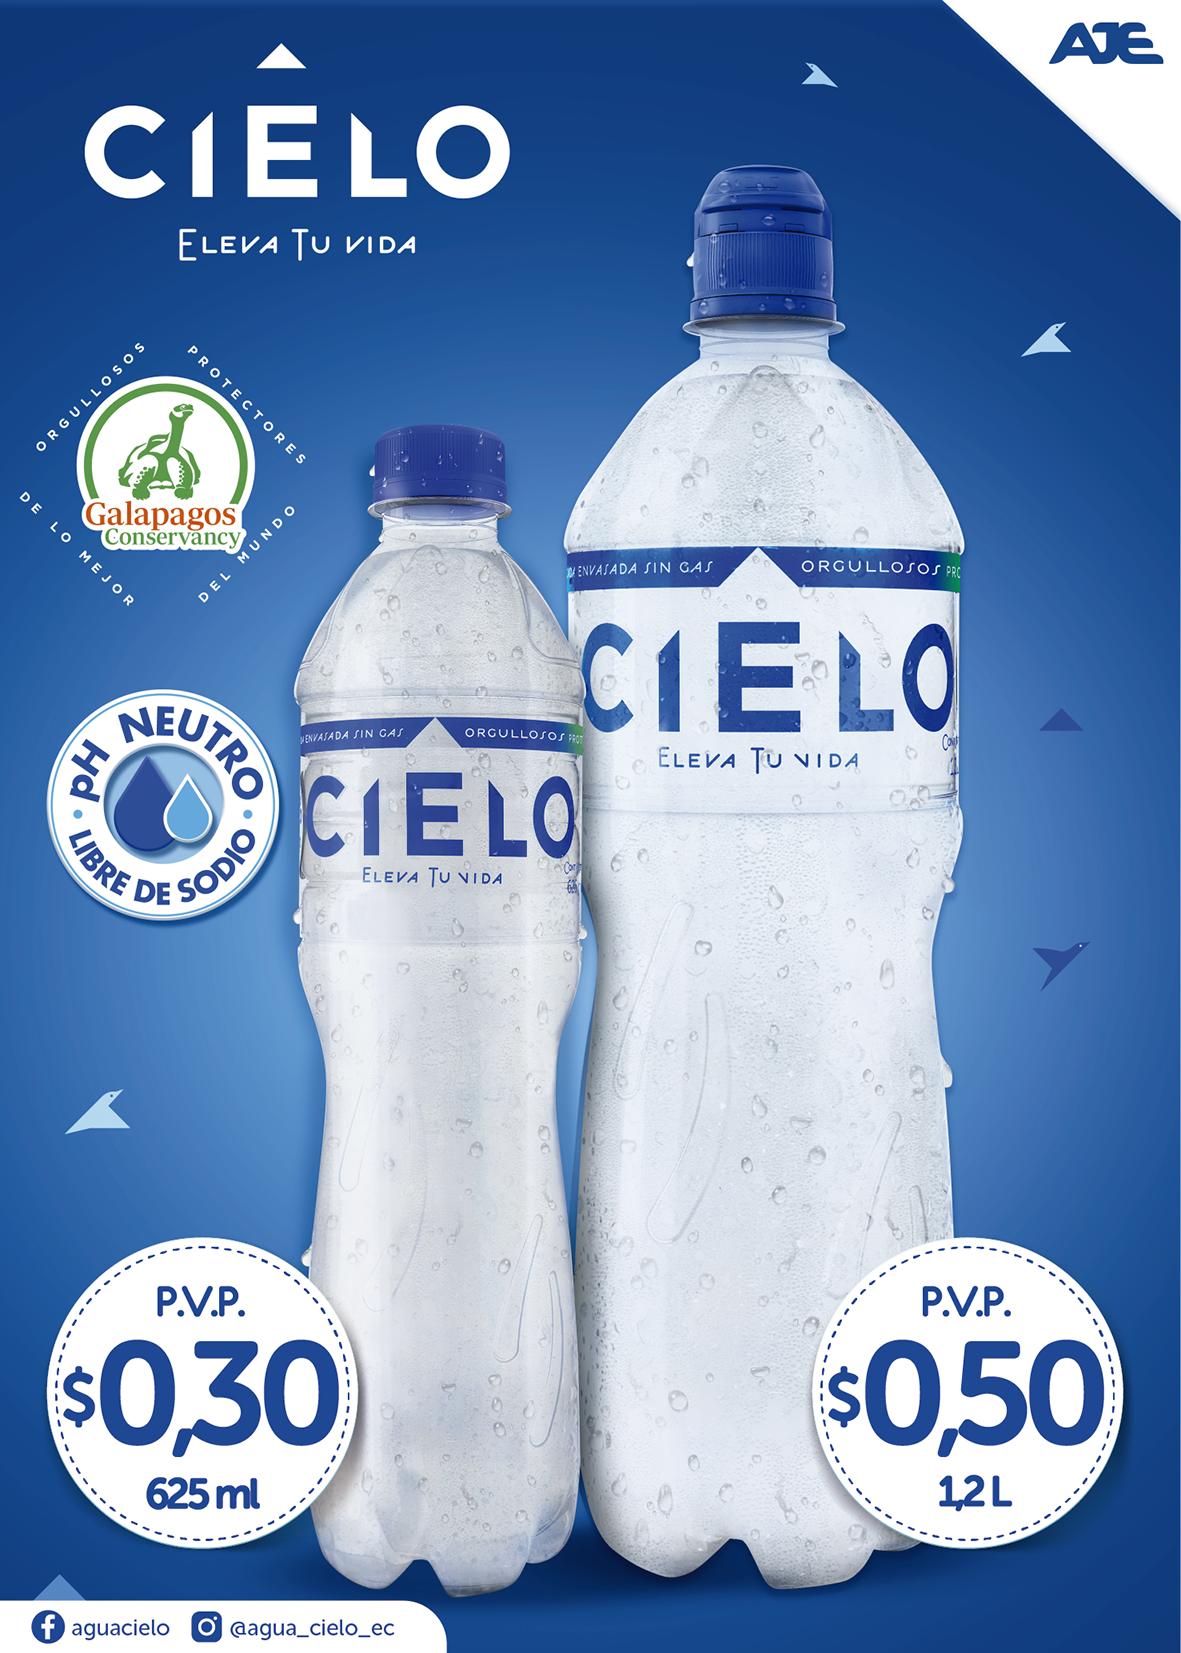 AJE
CIELO
ELEVA TU VIDA
ORGULLOSOS PROTECTORES
DE LO MEJOR DEL MUNDO
Galapagos
Conservancy
pH NEUTRO
LIBRE DE SODIO
ENVASADA SIN GAS ORGULLOSOS
CIELO
ELEVA TU VIDA
ENVASADA SIN GAS ORGULLOSOS
CIELO
ELEVA TU VIDA
P.V.P.
$0,30
625 ml
P.V.P.
$0,50
1,2 L
aguacielo @agua_cielo_ec